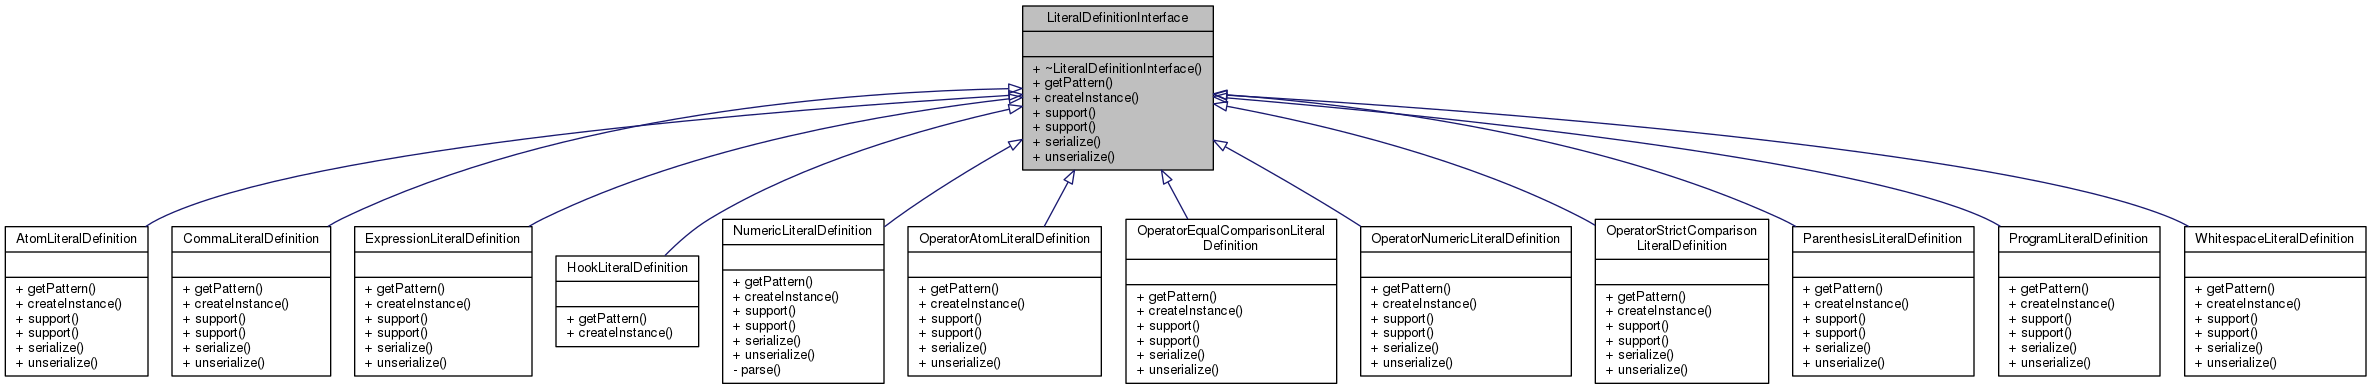 LiteralDefinitionInterface
+ ~LiteralDefinitionInterface()
+ getPattern()
+ createInstance()
+ support()
+ support()
+ serialize()
+ unserialize()
AtomLiteralDefinition
+ getPattern()
+ createInstance()
+ support()
+ support()
+ serialize()
+ unserialize()
CommaLiteralDefinition
+ getPattern()
+ createInstance()
+ support()
+ support()
+ serialize()
+ unserialize()
ExpressionLiteralDefinition
+ getPattern()
+ createInstance()
+ support()
+ support()
+ serialize()
+ unserialize()
HookLiteralDefinition
+ getPattern()
+ createInstance()
NumericLiteralDefinition
+ getPattern()
+ createInstance()
+ support()
+ support()
+ serialize()
+ unserialize()
- parse()
OperatorAtomLiteralDefinition
+ getPattern()
+ createInstance()
+ support()
+ support()
+ serialize()
+ unserialize()
OperatorEqualComparisonLiteral
Definition
+ getPattern()
+ createInstance()
+ support()
+ support()
+ serialize()
+ unserialize()
OperatorNumericLiteralDefinition
+ getPattern()
+ createInstance()
+ support()
+ support()
+ serialize()
+ unserialize()
OperatorStrictComparison
LiteralDefinition
+ getPattern()
+ createInstance()
+ support()
+ support()
+ serialize()
+ unserialize()
ParenthesisLiteralDefinition
+ getPattern()
+ createInstance()
+ support()
+ support()
+ serialize()
+ unserialize()
ProgramLiteralDefinition
+ getPattern()
+ createInstance()
+ support()
+ support()
+ serialize()
+ unserialize()
WhitespaceLiteralDefinition
+ getPattern()
+ createInstance()
+ support()
+ support()
+ serialize()
+ unserialize()